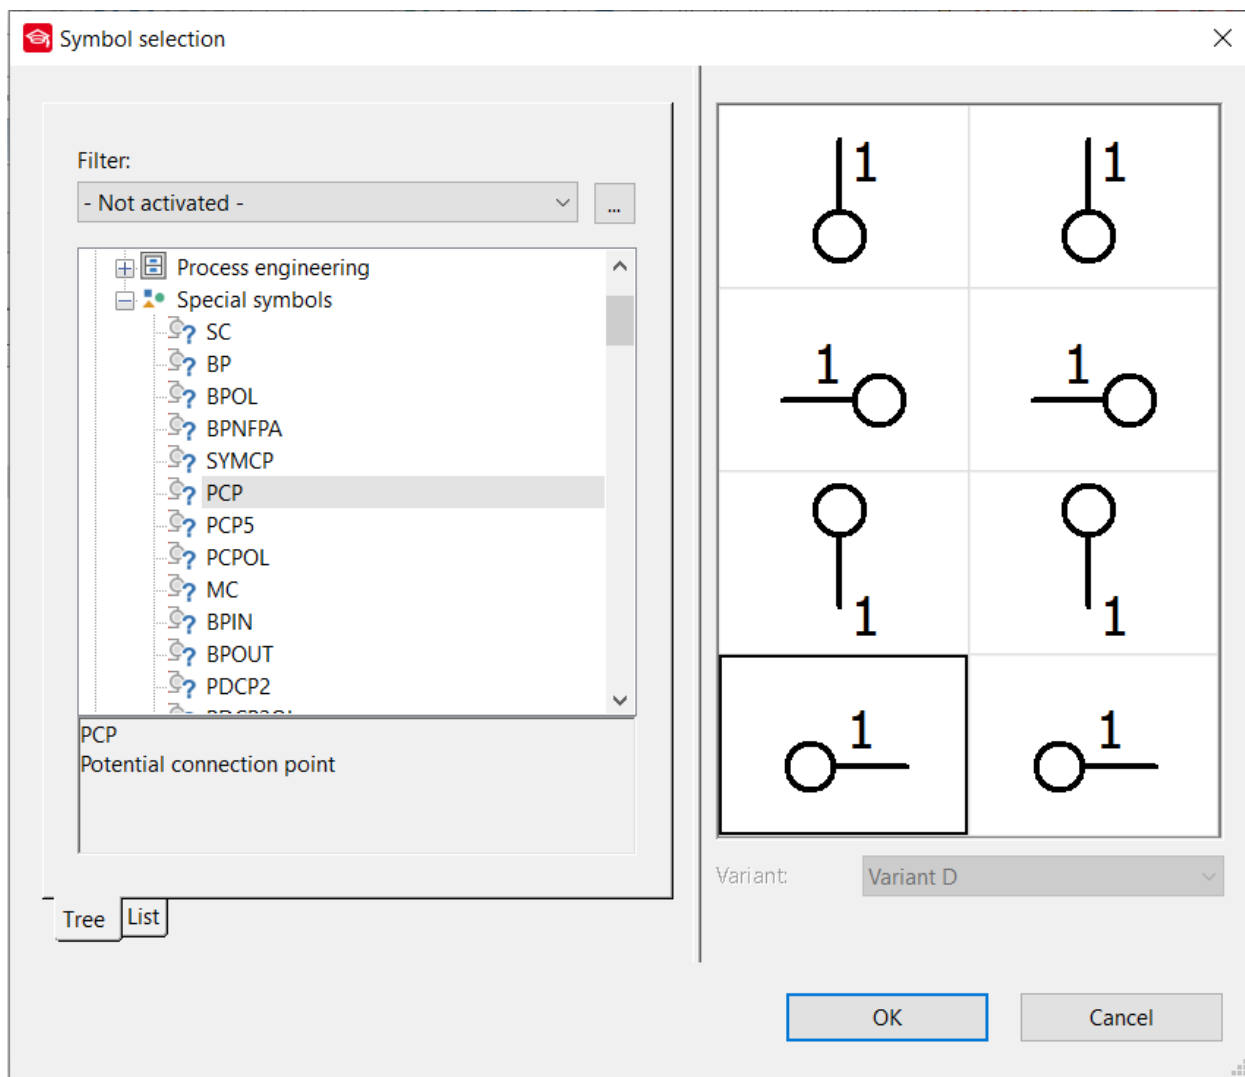 Symbol selection
Filter:
- Not activated -
...
Process engineering
Special symbols
SC
BP
BPOL
BPNFPA
SYMCP
PCP
PCP5
PCPOL
MC
BPIN
BPOUT
PDCP2
PCP
Potential connection point
Tree
List
1 1
1 1
1 1
1 1
Variant: Variant D
OK Cancel